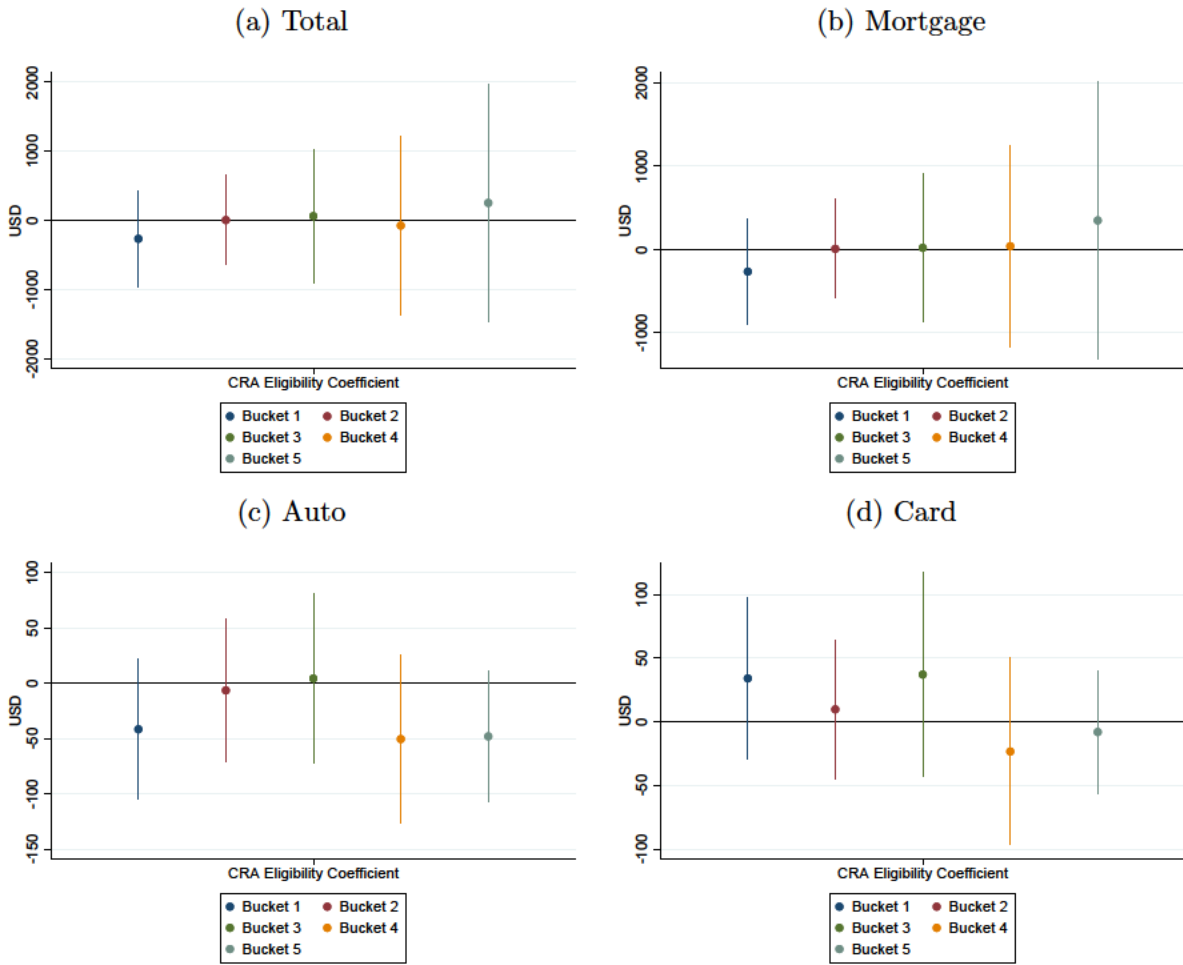 (a) Total
2000
1000
0
-1000
-2000
USD
CRA Eligibility Coefficient
Bucket 1 Bucket 2
Bucket 3 Bucket 4
Bucket 5
(b) Mortgage
2000
1000
0
-1000
USD
CRA Eligibility Coefficient
Bucket 1 Bucket 2
Bucket 3 Bucket 4
Bucket 5
(c) Auto
100
50
0
-50
-100
-150
USD
CRA Eligibility Coefficient
Bucket 1 Bucket 2
Bucket 3 Bucket 4
Bucket 5
(d) Card
100
50
0
-50
-100
USD
CRA Eligibility Coefficient
Bucket 1 Bucket 2
Bucket 3 Bucket 4
Bucket 5